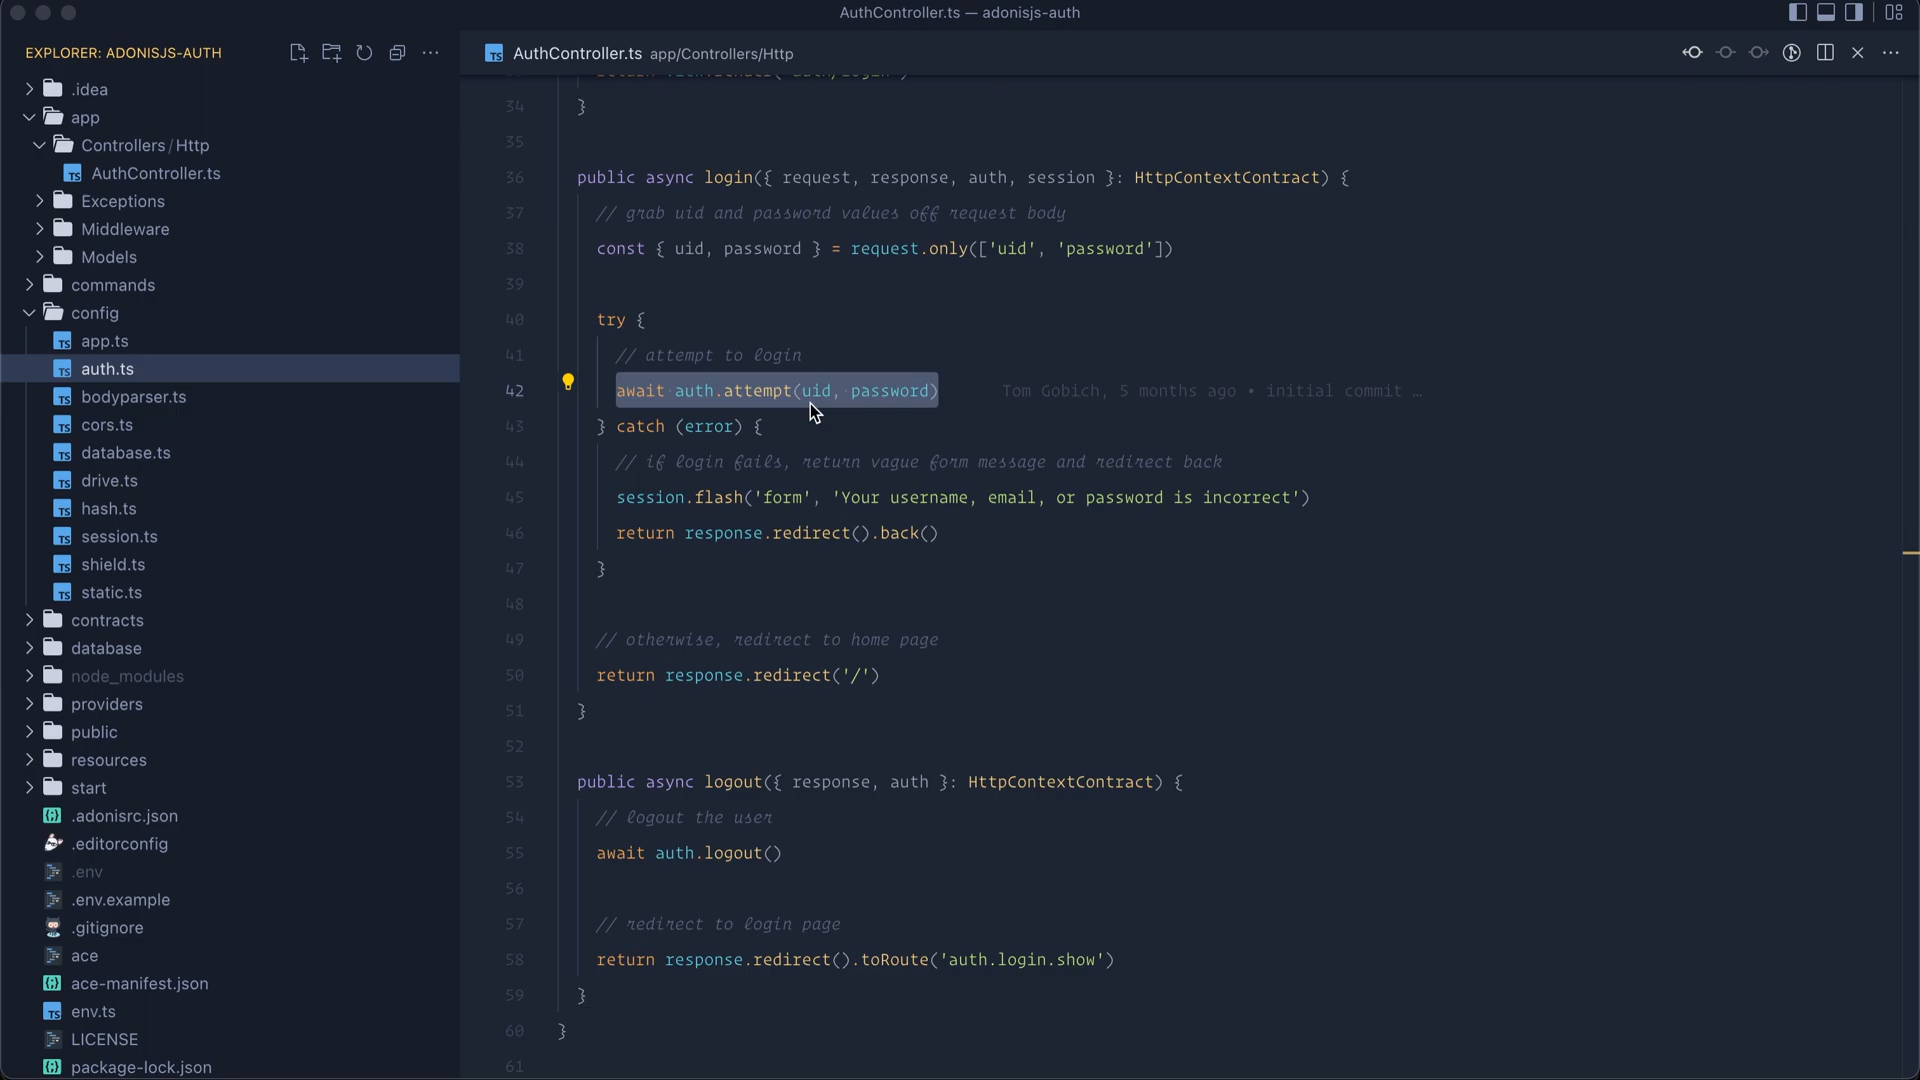 AuthController.ts — adonisjs-auth
EXPLORER: ADONISJS-AUTH
.idea
app
Controllers / Http
AuthController.ts
Exceptions
Middleware
Models
commands
config
app.ts
auth.ts
bodyparser.ts
cors.ts
database.ts
drive.ts
hash.ts
session.ts
shield.ts
static.ts
contracts
database
node_modules
providers
public
resources
start
.adonisrc.json
.editorconfig
.env
.env.example
.gitignore
ace
ace-manifest.json
env.ts
LICENSE
package-lock.json
AuthController.ts app/Controllers/Http
34 }
35
36 public async login({ request, response, auth, session }: HttpContextContract) {
37 // grab uid and password values off request body
38 const { uid, password } = request.only(['uid', 'password'])
39
40 try {
41 // attempt to login
42 await auth.attempt(uid, password) Tom Gobich, 5 months ago • initial commit …
43 } catch (error) {
44 // if login fails, return vague form message and redirect back
45 session.flash('form', 'Your username, email, or password is incorrect')
46 return response.redirect().back()
47 }
48
49 // otherwise, redirect to home page
50 return response.redirect('/')
51 }
52
53 public async logout({ response, auth }: HttpContextContract) {
54 // logout the user
55 await auth.logout()
56
57 // redirect to login page
58 return response.redirect().toRoute('auth.login.show')
59 }
60 }
61